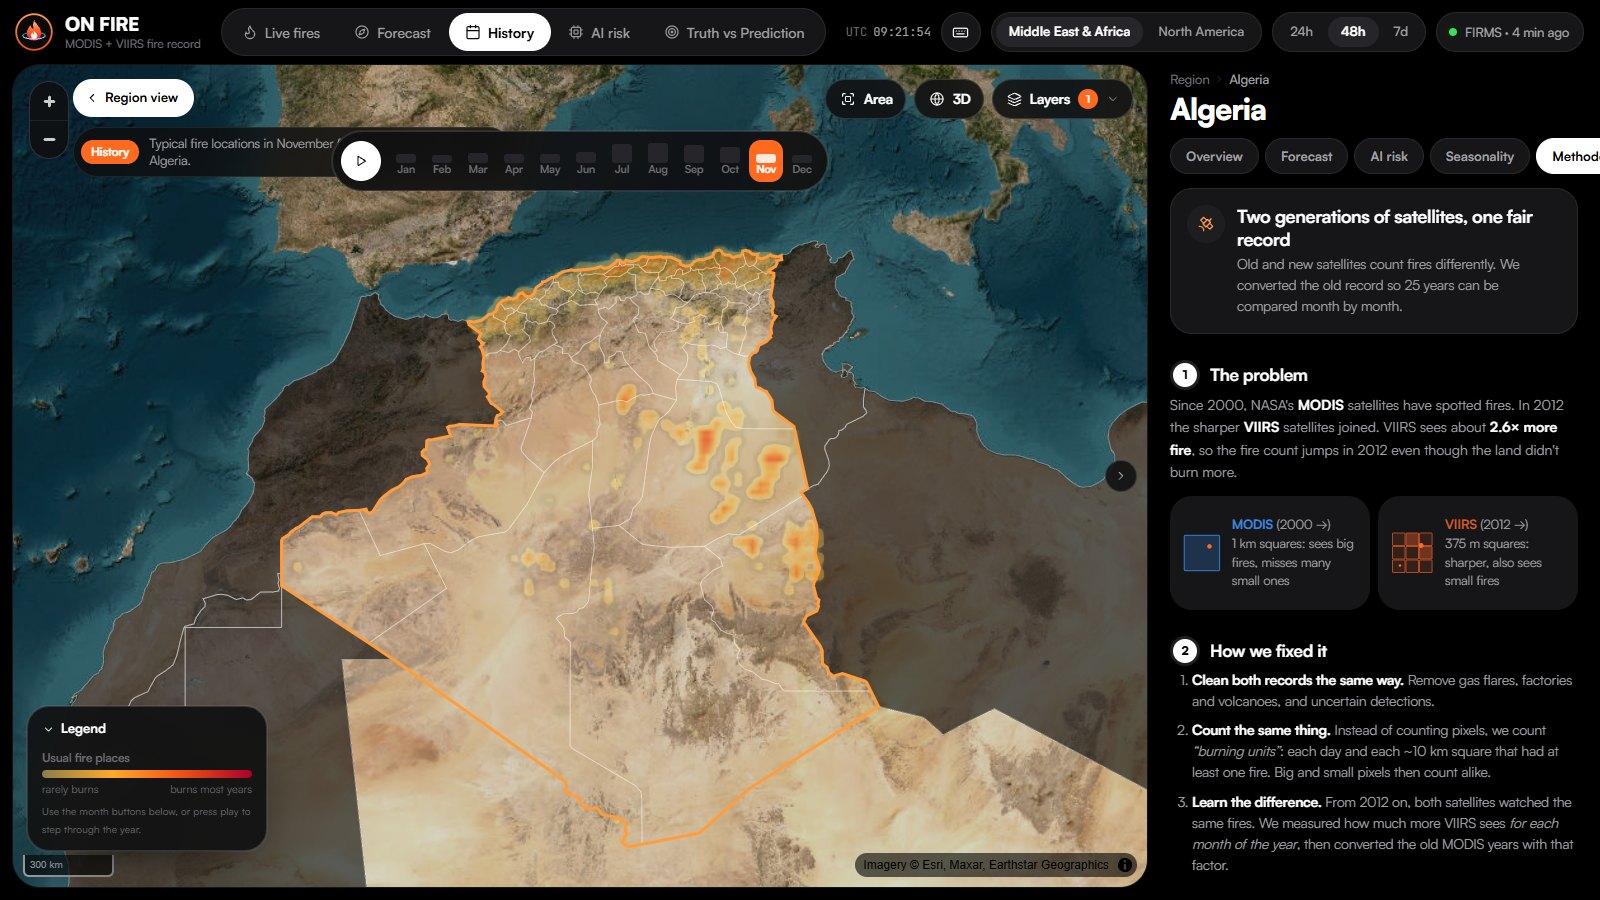 ON FIRE
MODIS + VIIRS fire record
Live fires
Forecast
History
AI risk
Truth vs Prediction
UTC 09:21:54
Middle East & Africa
North America
24h
48h
7d
FIRMS · 4 min ago
Region view
Area
3D
Layers 1
History
Typical fire locations in November
Algeria.
Jan
Feb
Mar
Apr
May
Jun
Jul
Aug
Sep
Oct
Nov
Dec
Legend
Usual fire places
rarely burns
burns most years
Use the month buttons below, or press play to
step through the year.
300 km
Imagery © Esri, Maxar, Earthstar Geographics
Region
Algeria
Algeria
Overview
Forecast
AI risk
Seasonality
Metho
Two generations of satellites, one fair
record
Old and new satellites count fires differently. We
converted the old record so 25 years can be
compared month by month.
1 The problem
Since 2000, NASA's MODIS satellites have spotted fires. In 2012
the sharper VIIRS satellites joined. VIIRS sees about 2.6× more
fire, so the fire count jumps in 2012 even though the land didn't
burn more.
MODIS (2000 →)
1 km squares: sees big
fires, misses many
small ones
VIIRS (2012 →)
375 m squares:
sharper, also sees
small fires
2 How we fixed it
1. Clean both records the same way. Remove gas flares, factories
and volcanoes, and uncertain detections.
2. Count the same thing. Instead of counting pixels, we count
“burning units”: each day and each ~10 km square that had at
least one fire. Big and small pixels then count alike.
3. Learn the difference. From 2012 on, both satellites watched the
same fires. We measured how much more VIIRS sees for each
month of the year, then converted the old MODIS years with that
factor.